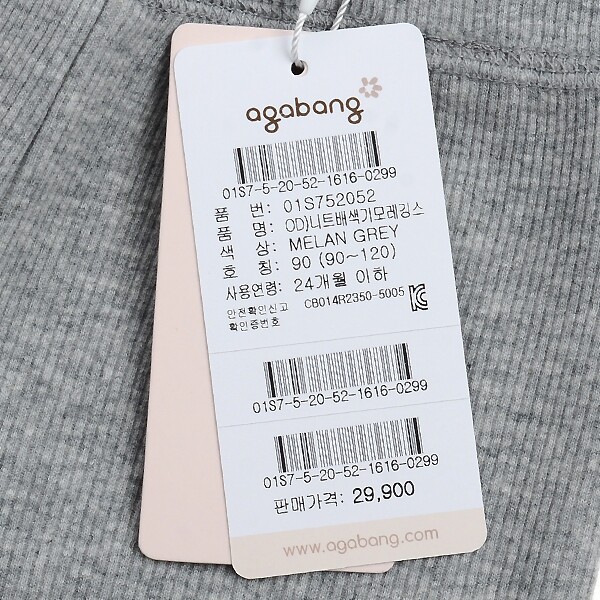 agabang
01S7-5-20-52-1616-0299
품 번: 01S752052
품 명: OD)니트배색기모레깅스
색 상: MELAN GREY
호 칭: 90 (90~120)
사용연령: 24개월 이하
안전확인신고
확인증번호 CB014R2350-5005
01S7-5-20-52-1616-0299
01S7-5-20-52-1616-0299
판매가격: 29,900
www.agabang.com